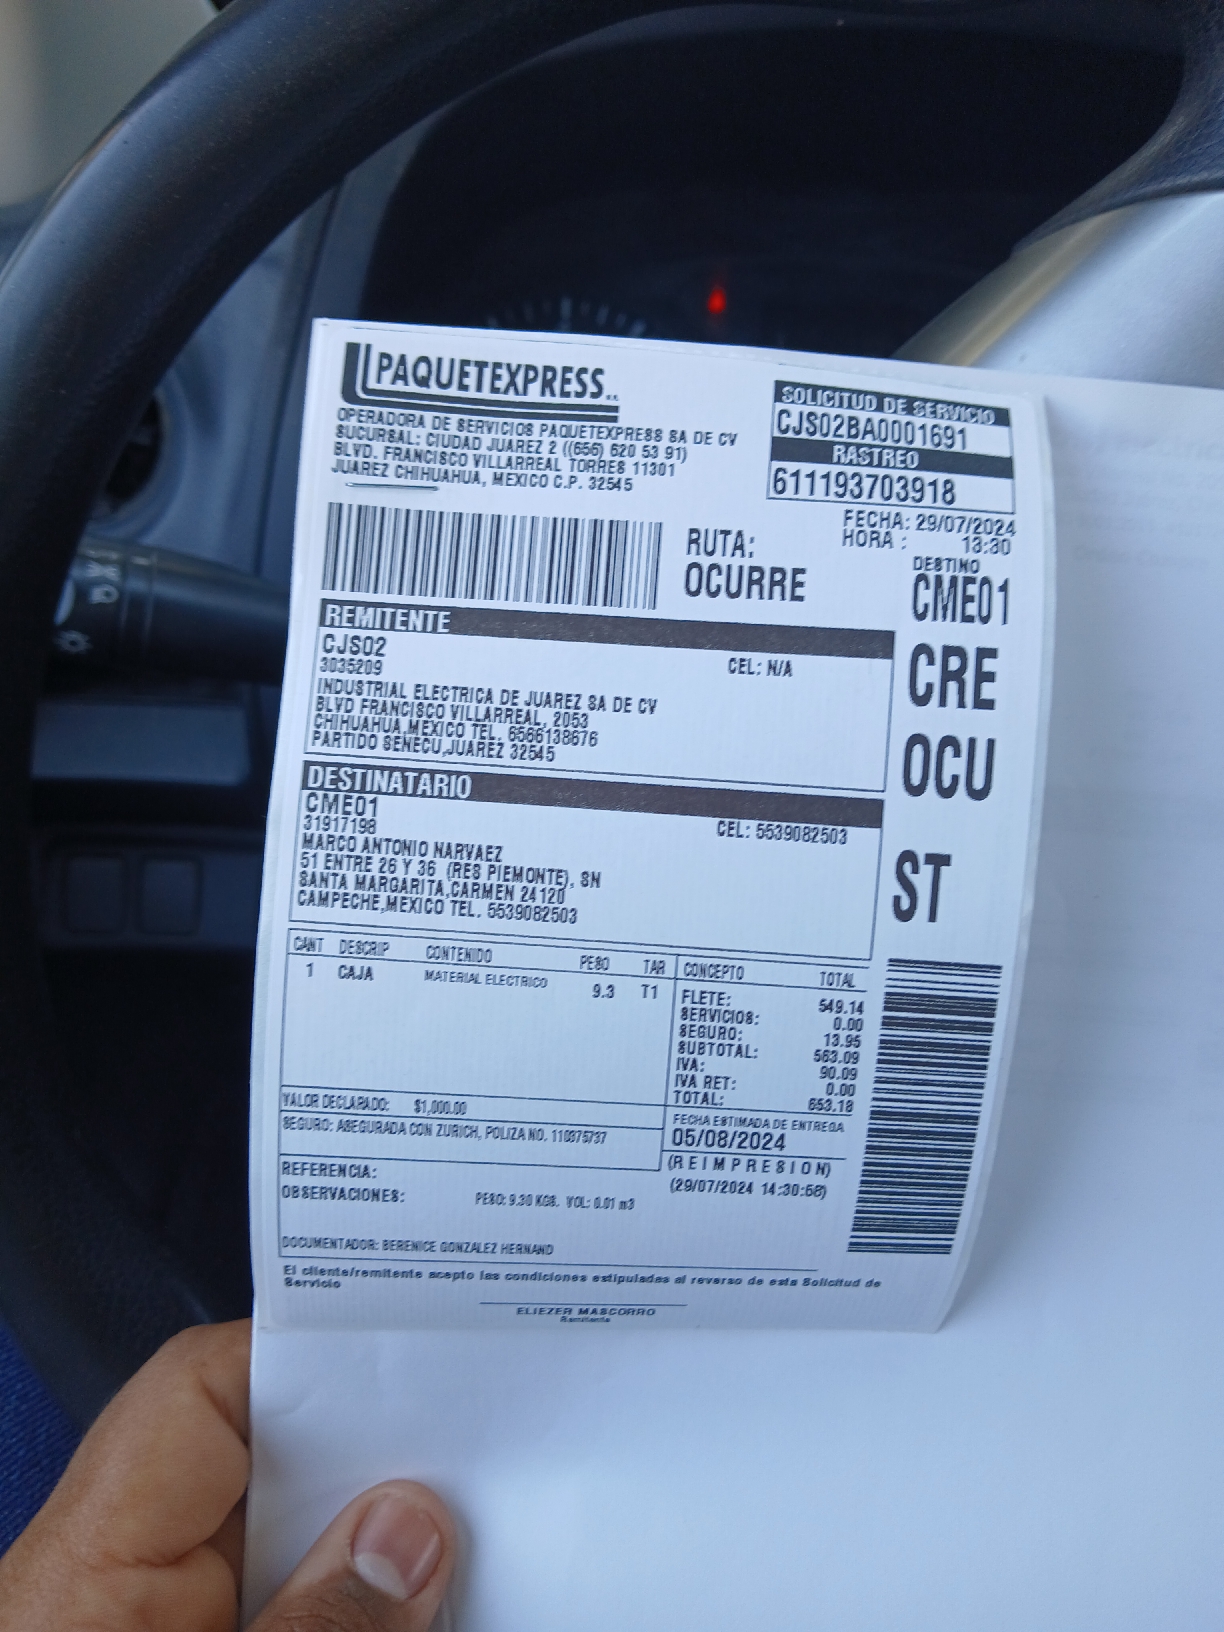 PAQUETEXPRESS
OPERADORA DE SERVICIOS PAQUETEXPRESS SA DE CV
SUCURSAL: CIUDAD JUAREZ 2 ((656) 620 53 91)
BLVD. FRANCISCO VILLARREAL TORRES 11301
JUAREZ CHIHUAHUA, MEXICO C.P. 32545
SOLICITUD DE SERVICIO
CJS02BA0001691
RASTREO
611193703918
FECHA: 29/07/2024
HORA : 13:30
RUTA:
OCURRE
DESTINO
CME01
CRE
OCU
ST
REMITENTE
CJS02
3035209
CEL: N/A
INDUSTRIAL ELECTRICA DE JUAREZ SA DE CV
BLVD FRANCISCO VILLARREAL, 2053
CHIHUAHUA,MEXICO TEL. 6566138676
PARTIDO SENECU,JUAREZ 32545
DESTINATARIO
CME01
31917198
CEL: 5539082503
MARCO ANTONIO NARVAEZ
51 ENTRE 26 Y 36 (RES PIEMONTE), SN
SANTA MARGARITA,CARMEN 24120
CAMPECHE,MEXICO TEL. 5539082503
CANT DESCRIP CONTENIDO PESO TAR
1 CAJA MATERIAL ELECTRICO 9.3 T1
CONCEPTO TOTAL
FLETE: 549.14
SERVICIOS: 0.00
SEGURO: 13.95
SUBTOTAL: 563.09
IVA: 90.09
IVA RET: 0.00
TOTAL: 653.18
VALOR DECLARADO: $1,000.00
SEGURO: ASEGURADA CON ZURICH, POLIZA NO. 110375737
FECHA ESTIMADA DE ENTREGA
05/08/2024
(REIMPRESION)
(29/07/2024 14:30:58)
REFERENCIA:
OBSERVACIONES: PESO: 9.30 KGS. VOL: 0.01 m3
DOCUMENTADOR: BERENICE GONZALEZ HERNAND
El cliente/remitente acepto las condiciones estipuladas al reverso de esta Solicitud de
Servicio
ELIEZER MASCORRO
Remitente